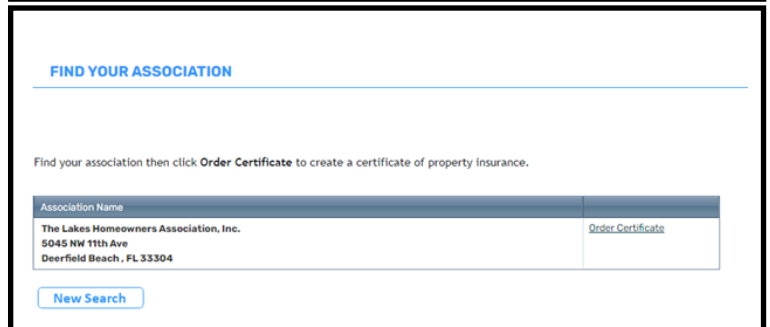 FIND YOUR ASSOCIATION
Find your association then click Order Certificate to create a certificate of property insurance.
Association Name
The Lakes Homeowners Association, Inc. Order Certificate
5045 NW 11th Ave
Deerfield Beach , FL 33304
New Search